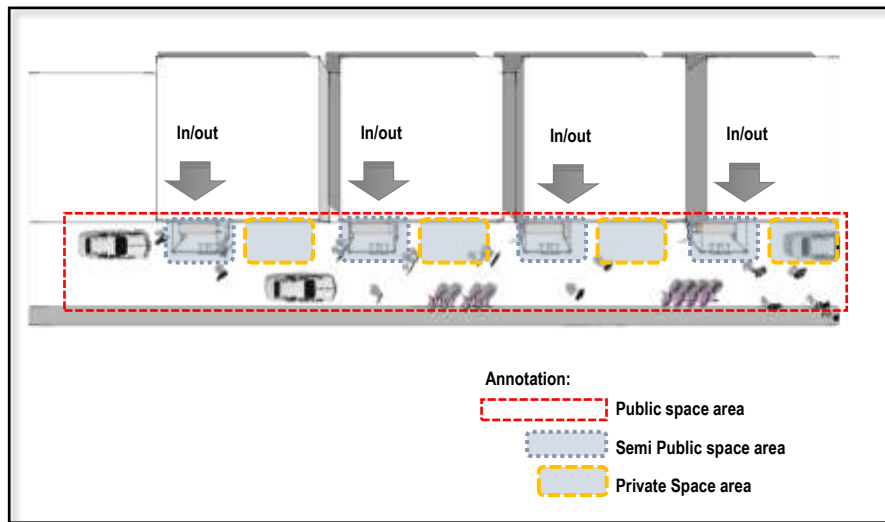 In/out
In/out
In/out
In/out
Annotation:
Public space area
Semi Public space area
Private Space area